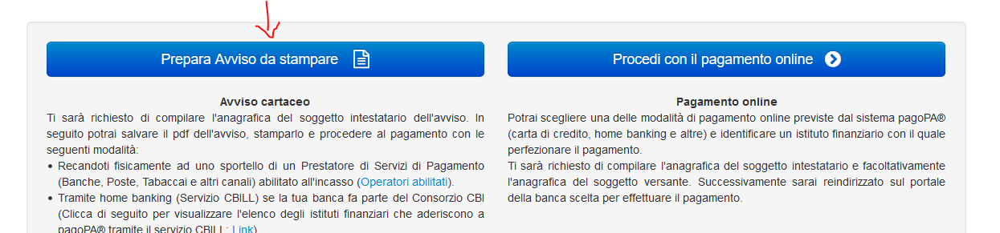 Prepara Avviso da stampare
Avviso cartaceo
Ti sarà richiesto di compilare l'anagrafica del soggetto intestatario dell'avviso. In
seguito potrai salvare il pdf dell'avviso, stamparlo e procedere al pagamento con le
seguenti modalità:
• Recandoti fisicamente ad uno sportello di un Prestatore di Servizi di Pagamento
(Banche, Poste, Tabaccai e altri canali) abilitato all'incasso (Operatori abilitati).
• Tramite home banking (Servizio CBILL) se la tua banca fa parte del Consorzio CBI
(Clicca di seguito per visualizzare l'elenco degli istituti finanziari che aderiscono a
pagoPA® tramite il servizio CBILL: Link)
Procedi con il pagamento online
Pagamento online
Potrai scegliere una delle modalità di pagamento online previste dal sistema pagoPA®
(carta di credito, home banking e altre) e identificare un istituto finanziario con il quale
perfezionare il pagamento.
Ti sarà richiesto di compilare l'anagrafica del soggetto intestatario e facoltativamente
l'anagrafica del soggetto versante. Successivamente sarai reindirizzato sul portale
della banca scelta per effettuare il pagamento.